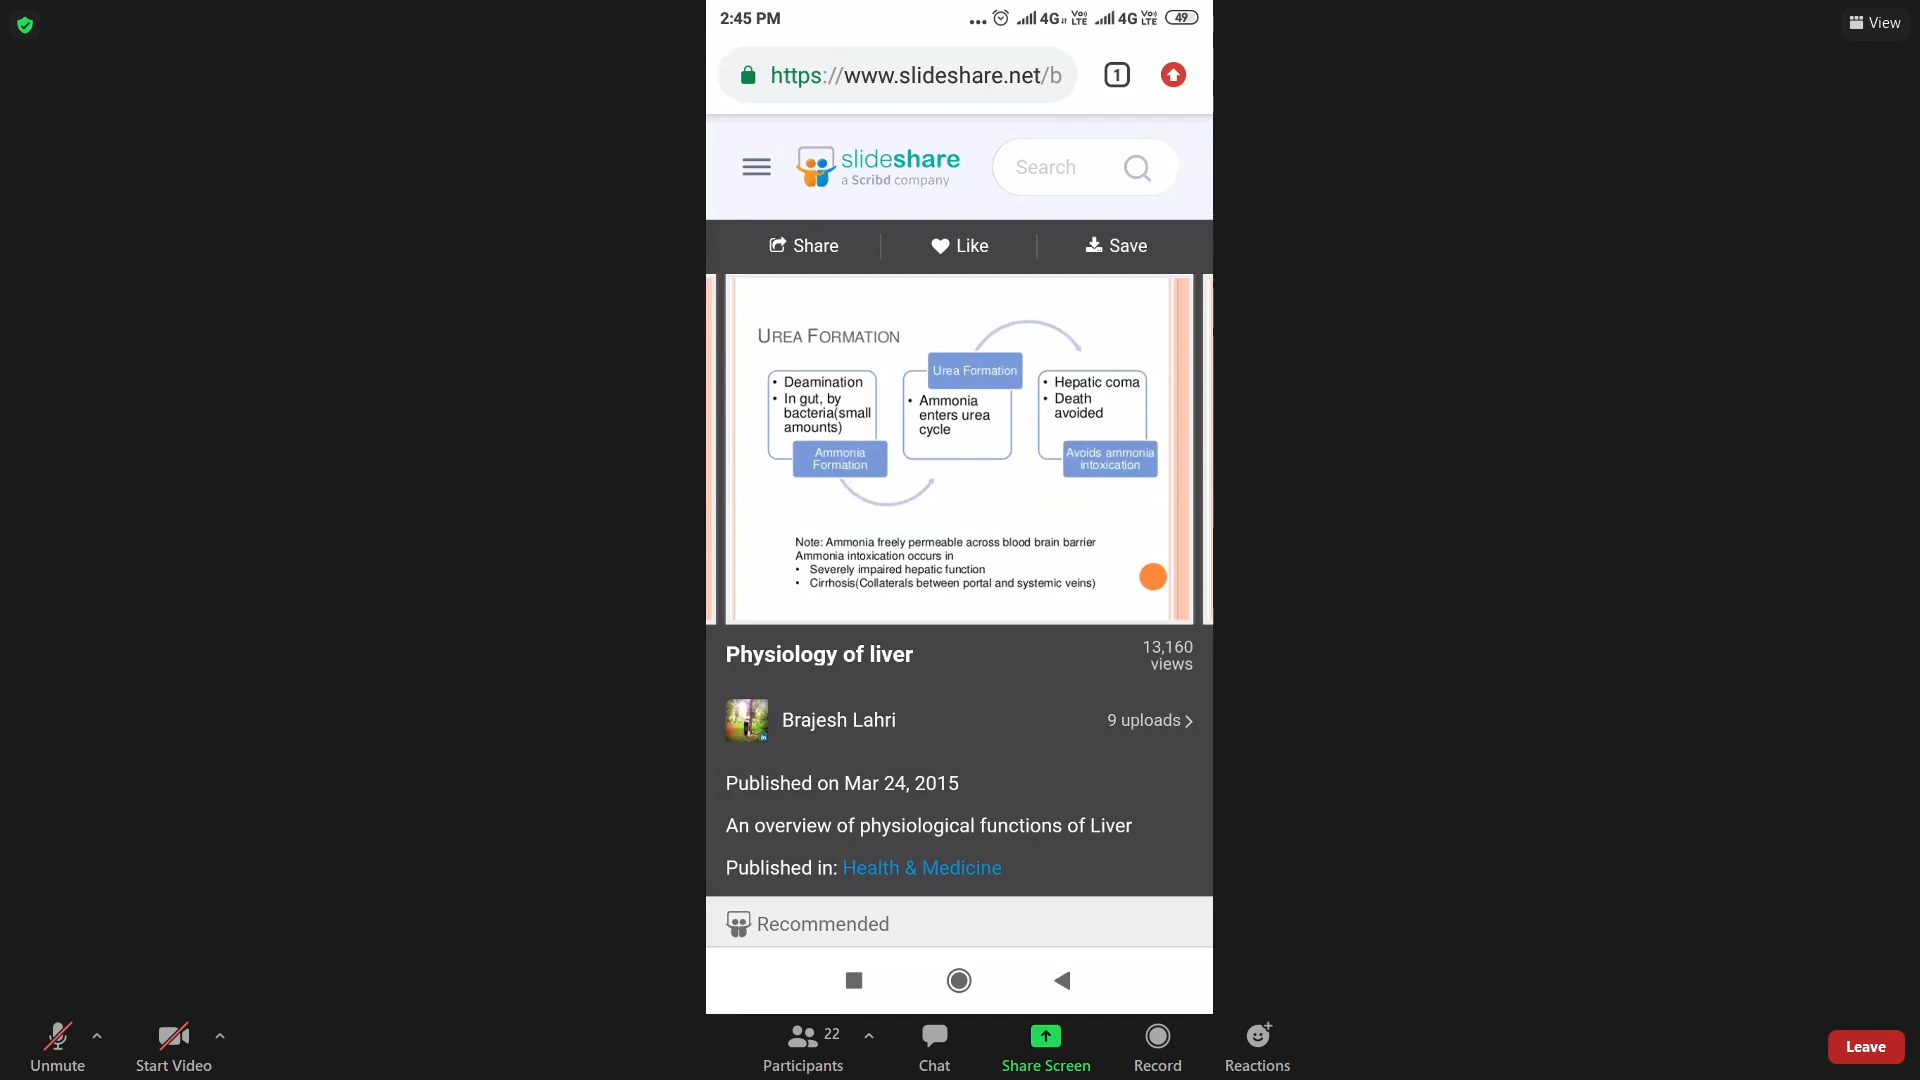 View
2:45 PM
4G
Vo))
LTE
4G
Vo))
LTE
49
https://www.slideshare.net/b
1
slideshare
a Scribd company
Search
Share
Like
Save
UREA FORMATION
Urea Formation
• Deamination
• In gut, by
bacteria(small
amounts)
Ammonia
Formation
• Ammonia
enters urea
cycle
• Hepatic coma
• Death
avoided
Avoids ammonia
intoxication
Note: Ammonia freely permeable across blood brain barrier
Ammonia intoxication occurs in
• Severely impaired hepatic function
• Cirrhosis(Collaterals between portal and systemic veins)
Physiology of liver
13,160
views
Brajesh Lahri
9 uploads
Published on Mar 24, 2015
An overview of physiological functions of Liver
Published in: Health & Medicine
Recommended
Unmute
Start Video
22
Participants
Chat
Share Screen
Record
Reactions
Leave